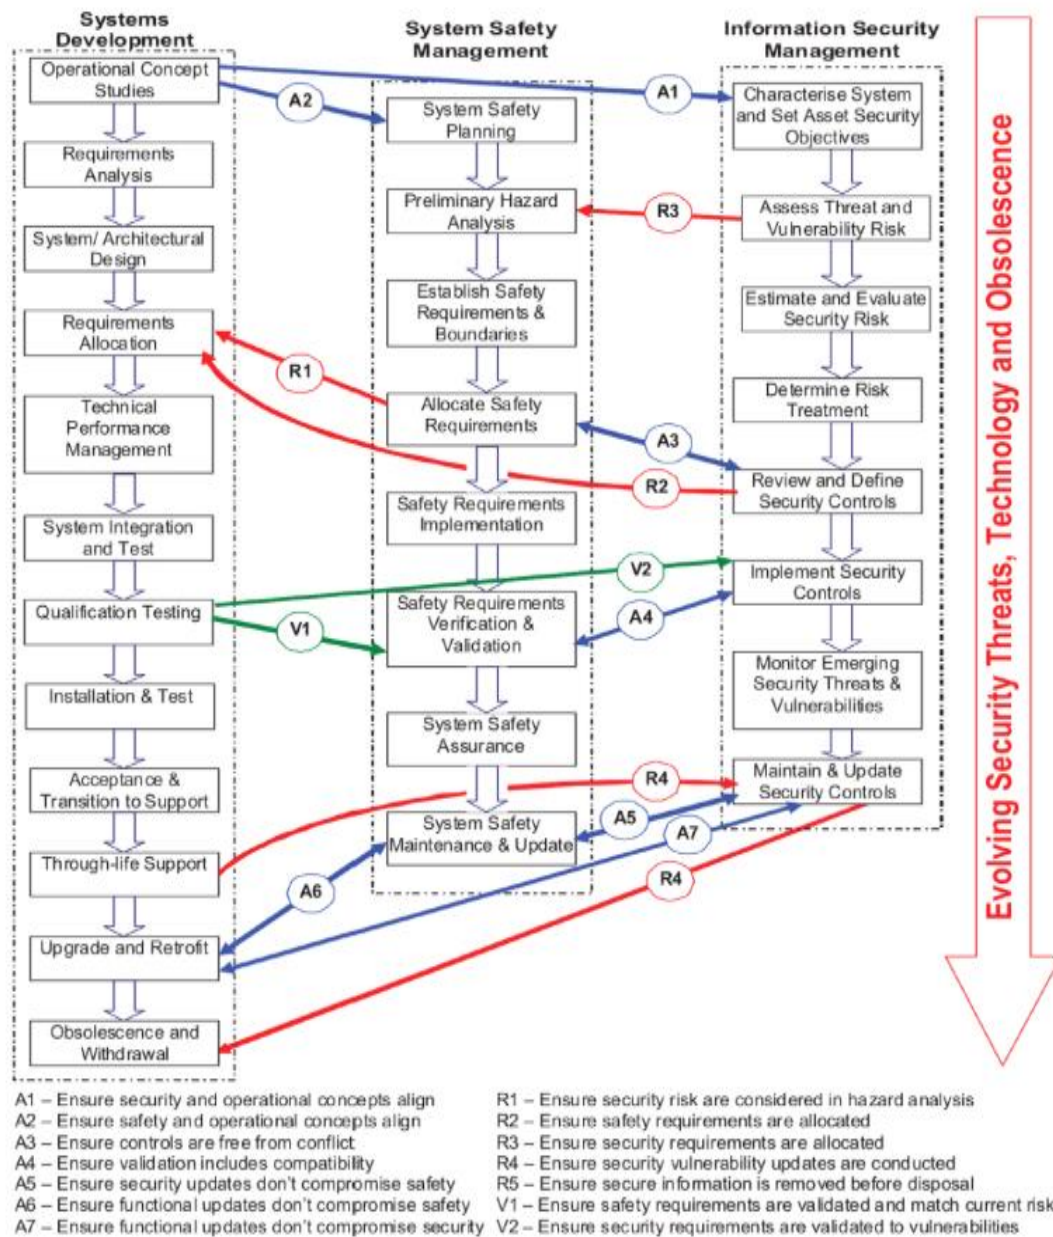 Systems
Development
System Safety
Management
Information Security
Management
Operational Concept
Studies
Requirements
Analysis
System/ Architectural
Design
Requirements
Allocation
Technical
Performance
Management
System Integration
and Test
Qualification Testing
Installation & Test
Acceptance &
Transition to Support
Through-life Support
Upgrade and Retrofit
Obsolescence and
Withdrawal
System Safety
Planning
Preliminary Hazard
Analysis
Establish Safety
Requirements &
Boundaries
Allocate Safety
Requirements
Safety Requirements
Implementation
Safety Requirements
Verification &
Validation
System Safety
Assurance
System Safety
Maintenance & Update
Characterise System
and Set Asset Security
Objectives
Assess Threat and
Vulnerability Risk
Estimate and Evaluate
Security Risk
Determine Risk
Treatment
Review and Define
Security Controls
Implement Security
Controls
Monitor Emerging
Security Threats &
Vulnerabilities
Maintain & Update
Security Controls
A2
A1
R3
R1
A3
R2
V2
V1
A4
R4
A5
A7
A6
R4
Evolving Security Threats, Technology and Obsolescence
A1 – Ensure security and operational concepts align
A2 – Ensure safety and operational concepts align
A3 – Ensure controls are free from conflict
A4 – Ensure validation includes compatibility
A5 – Ensure security updates don't compromise safety
A6 – Ensure functional updates don't compromise safety
A7 – Ensure functional updates don't compromise security
R1 – Ensure security risk are considered in hazard analysis
R2 – Ensure safety requirements are allocated
R3 – Ensure security requirements are allocated
R4 – Ensure security vulnerability updates are conducted
R5 – Ensure secure information is removed before disposal
V1 – Ensure safety requirements are validated and match current risk
V2 – Ensure security requirements are validated to vulnerabilities